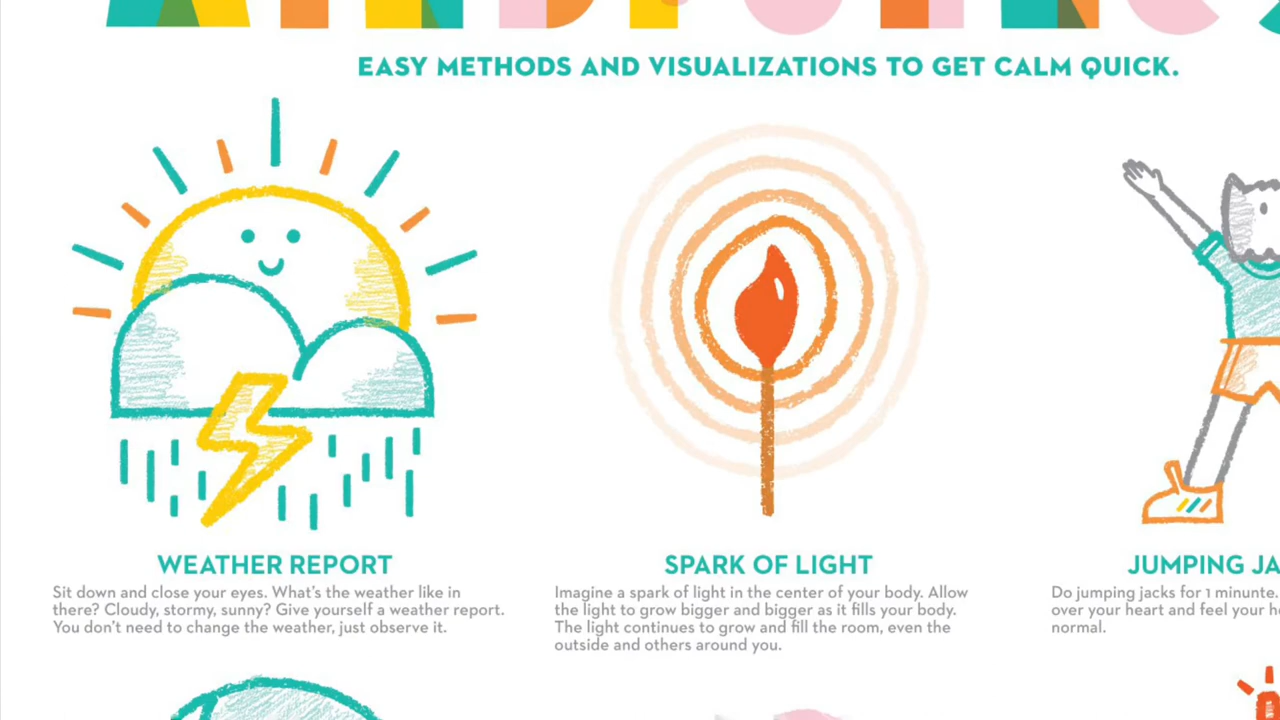 EASY METHODS AND VISUALIZATIONS TO GET CALM QUICK.
WEATHER REPORT
Sit down and close your eyes. What's the weather like in
there? Cloudy, stormy, sunny? Give yourself a weather report.
You don't need to change the weather, just observe it.
SPARK OF LIGHT
Imagine a spark of light in the center of your body. Allow
the light to grow bigger and bigger as it fills your body.
The light continues to grow and fill the room, even the
outside and others around you.
JUMPING
Do jumping jacks for 1 minunte.
over your heart and feel your
normal.